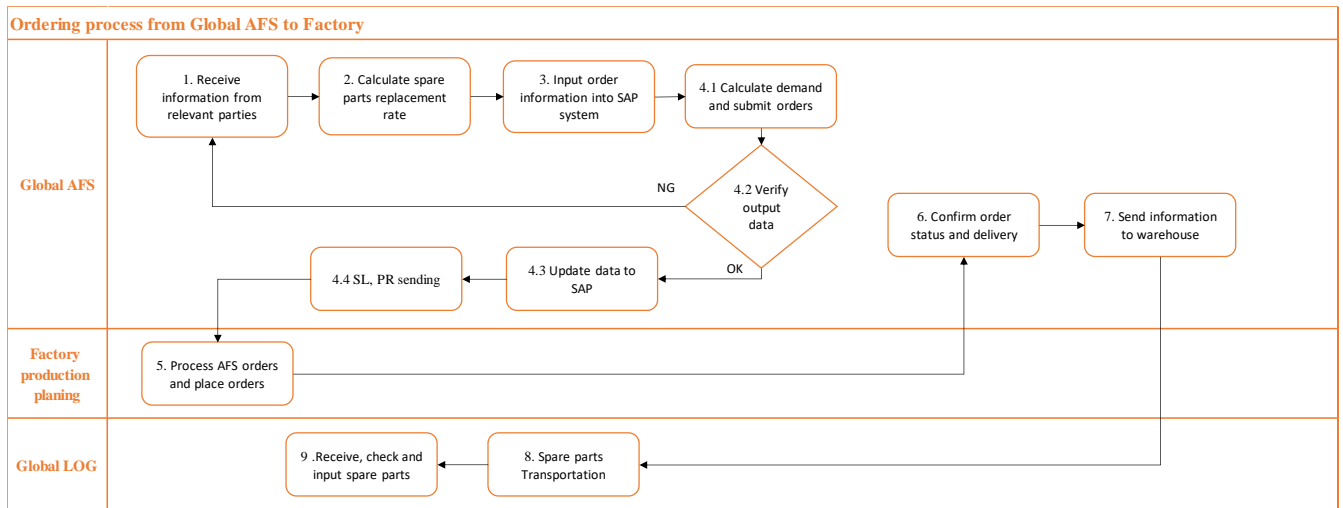 Ordering process from Global AFS to Factory
Global AFS
1. Receive
information from
relevant parties
2. Calculate spare
parts replacement
rate
3. Input order
information into SAP
system
4.1 Calculate demand
and submit orders
4.2 Verify
output
data
NG
OK
4.3 Update data to
SAP
4.4 SL, PR sending
6. Confirm order
status and delivery
7. Send information
to warehouse
Factory
production
planing
5. Process AFS orders
and place orders
Global LOG
9 .Receive, check and
input spare parts
8. Spare parts
Transportation